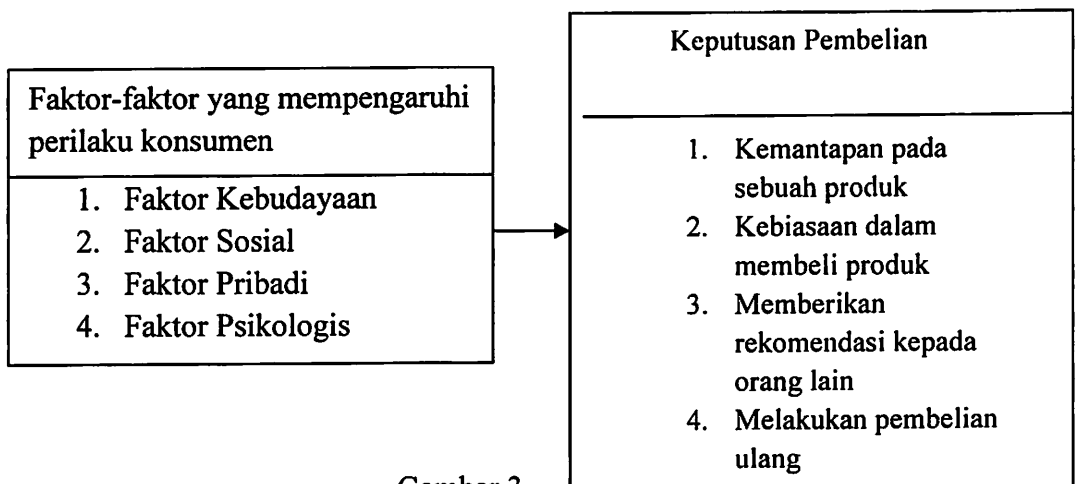 Faktor-faktor yang mempengaruhi
perilaku konsumen
1. Faktor Kebudayaan
2. Faktor Sosial
3. Faktor Pribadi
4. Faktor Psikologis
Keputusan Pembelian
1. Kemantapan pada
sebuah produk
2. Kebiasaan dalam
membeli produk
3. Memberikan
rekomendasi kepada
orang lain
4. Melakukan pembelian
ulang
Gambar 3